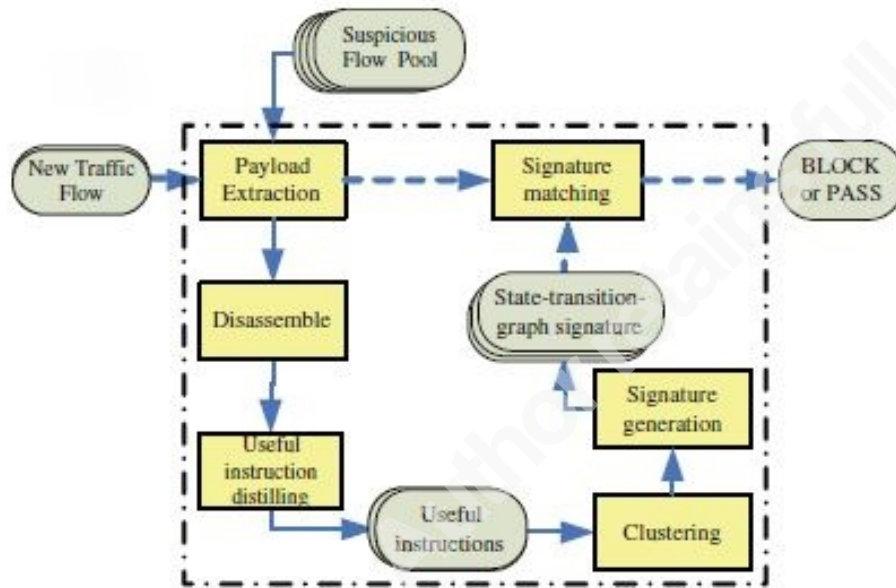 Suspicious
Flow Pool
New Traffic
Flow
Payload
Extraction
Signature
matching
BLOCK
or PASS
Disassemble
State-transition-
graph signature
Signature
generation
Useful
instruction
distilling
Useful
instructions
Clustering